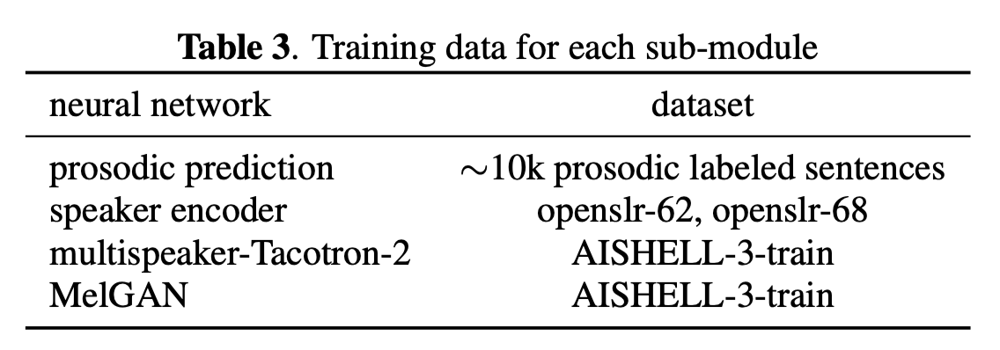 Table 3. Training data for each sub-module
neural network dataset
prosodic prediction ∼10k prosodic labeled sentences
speaker encoder openslr-62, openslr-68
multispeaker-Tacotron-2 AISHELL-3-train
MelGAN AISHELL-3-train